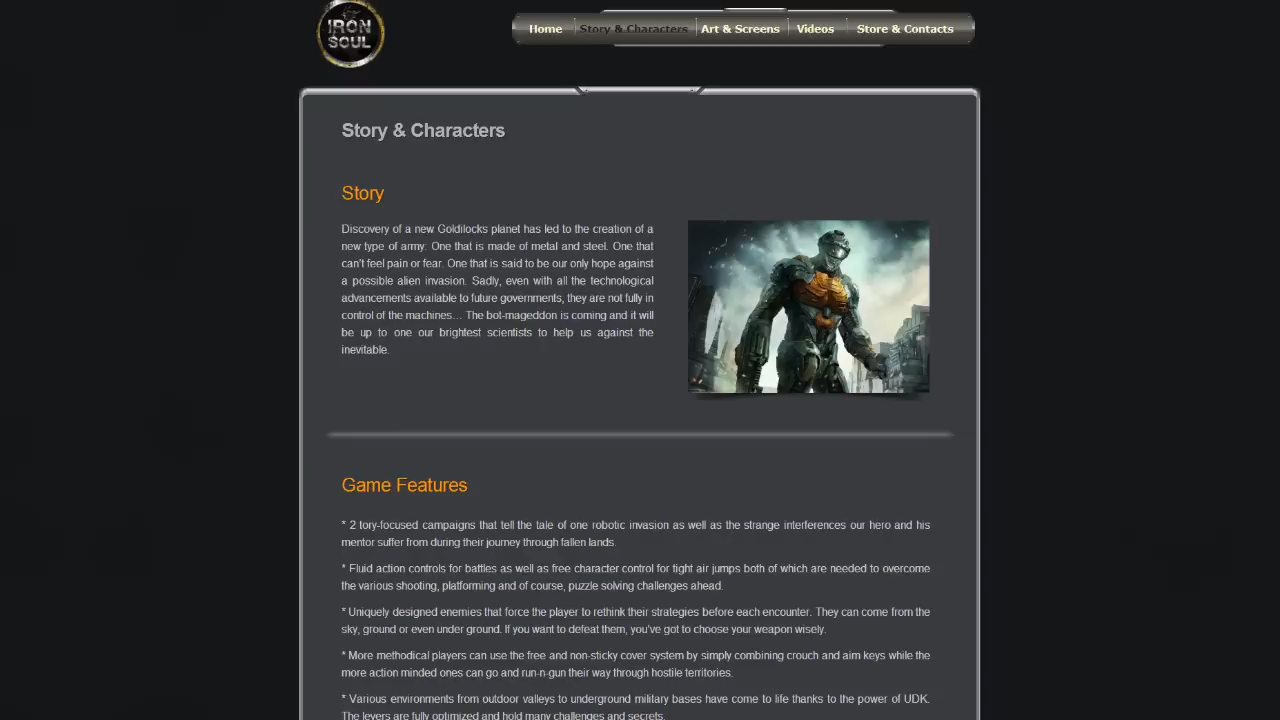 IRON
SOUL
Home Story & Characters Art & Screens Videos Store & Contacts
Story & Characters
Story
Discovery of a new Goldilocks planet has led to the creation of a
new type of army: One that is made of metal and steel. One that
can't feel pain or fear. One that is said to be our only hope against
a possible alien invasion. Sadly, even with all the technological
advancements available to future governments, they are not fully in
control of the machines… The bot-mageddon is coming and it will
be up to one our brightest scientists to help us against the
inevitable.
Game Features
* 2 tory-focused campaigns that tell the tale of one robotic invasion as well as the strange interferences our hero and his
mentor suffer from during their journey through fallen lands.
* Fluid action controls for battles as well as free character control for tight air jumps both of which are needed to overcome
the various shooting, platforming and of course, puzzle solving challenges ahead.
* Uniquely designed enemies that force the player to rethink their strategies before each encounter. They can come from the
sky, ground or even under ground. If you want to defeat them, you've got to choose your weapon wisely.
* More methodical players can use the free and non-sticky cover system by simply combining crouch and aim keys while the
more action minded ones can go and run-n-gun their way through hostile territories.
* Various environments from outdoor valleys to underground military bases have come to life thanks to the power of UDK.
The levers are fully optimized and hold many challenges and secrets.